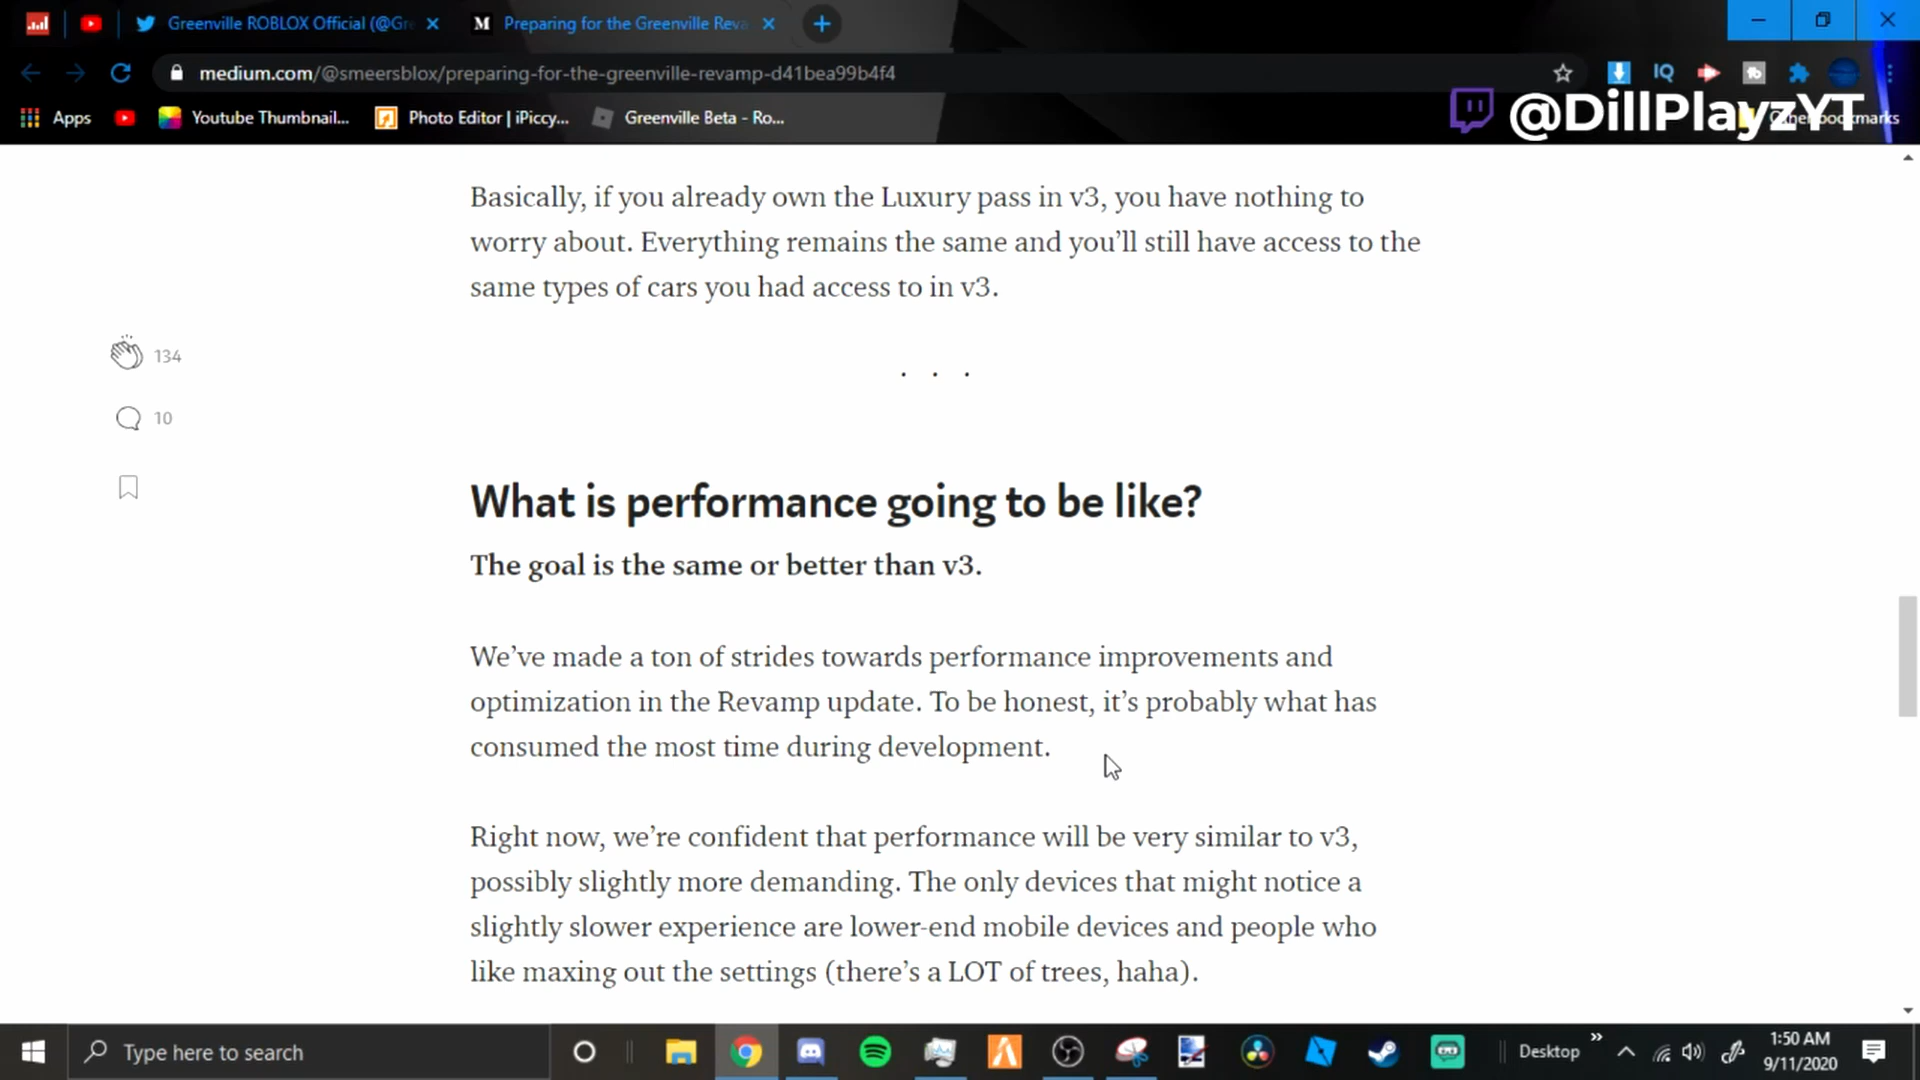 Greenville ROBLOX Official (@Gr
Preparing for the Greenville Reva
medium.com/@smeersblox/preparing-for-the-greenville-revamp-d41bea99b4f4
IQ
Apps
Youtube Thumbnail...
Photo Editor | iPiccy...
Greenville Beta - Ro...
@DillPlayzYT
Other bookmarks
Basically, if you already own the Luxury pass in v3, you have nothing to
worry about. Everything remains the same and you’ll still have access to the
same types of cars you had access to in v3.
134
. . .
10
What is performance going to be like?
The goal is the same or better than v3.
We’ve made a ton of strides towards performance improvements and
optimization in the Revamp update. To be honest, it’s probably what has
consumed the most time during development.
Right now, we’re confident that performance will be very similar to v3,
possibly slightly more demanding. The only devices that might notice a
slightly slower experience are lower-end mobile devices and people who
like maxing out the settings (there’s a LOT of trees, haha).
Type here to search
Desktop
1:50 AM
9/11/2020